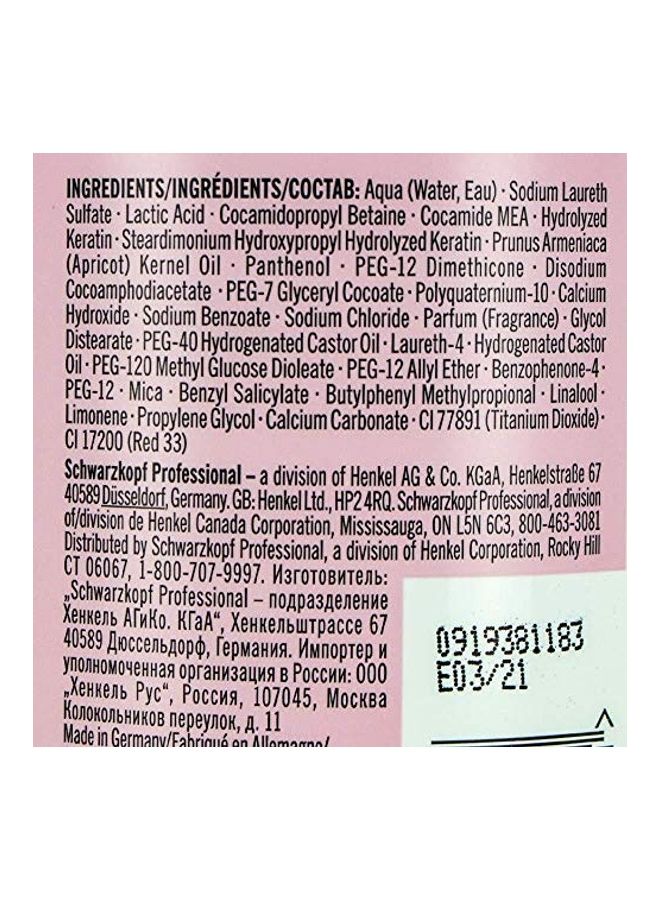 INGREDIENTS/INGRÉDIENTS/СОСТАВ: Aqua (Water, Eau) · Sodium Laureth
Sulfate · Lactic Acid · Cocamidopropyl Betaine · Cocamide MEA · Hydrolyzed
Keratin · Steardimonium Hydroxypropyl Hydrolyzed Keratin · Prunus Armeniaca
(Apricot) Kernel Oil · Panthenol · PEG-12 Dimethicone · Disodium
Cocoamphodiacetate · PEG-7 Glyceryl Cocoate · Polyquaternium-10 · Calcium
Hydroxide · Sodium Benzoate · Sodium Chloride · Parfum (Fragrance) · Glycol
Distearate · PEG-40 Hydrogenated Castor Oil · Laureth-4 · Hydrogenated Castor
Oil · PEG-120 Methyl Glucose Dioleate · PEG-12 Allyl Ether · Benzophenone-4 ·
PEG-12 · Mica · Benzyl Salicylate · Butylphenyl Methylpropional · Linalool ·
Limonene · Propylene Glycol · Calcium Carbonate · CI 77891 (Titanium Dioxide) ·
CI 17200 (Red 33)
Schwarzkopf Professional – a division of Henkel AG & Co. KGaA, Henkelstraße 67
40589 Düsseldorf, Germany. GB: Henkel Ltd., HP2 4RQ. Schwarzkopf Professional, a division
of/division de Henkel Canada Corporation, Mississauga, ON L5N 6C3, 800-463-3081
Distributed by Schwarzkopf Professional, a division of Henkel Corporation, Rocky Hill
CT 06067, 1-800-707-9997. Изготовитель:
„Schwarzkopf Professional – подразделение
Хенкель АГиКо. КГаА“, Хенкельштрассе 67
40589 Дюссельдорф, Германия. Импортер и
уполномоченная организация в России: ООО
„Хенкель Рус“, Россия, 107045, Москва
Колокольников переулок, д. 11
Made in Germany/Fabriqué en Allemagne/
0919381183
E03/21